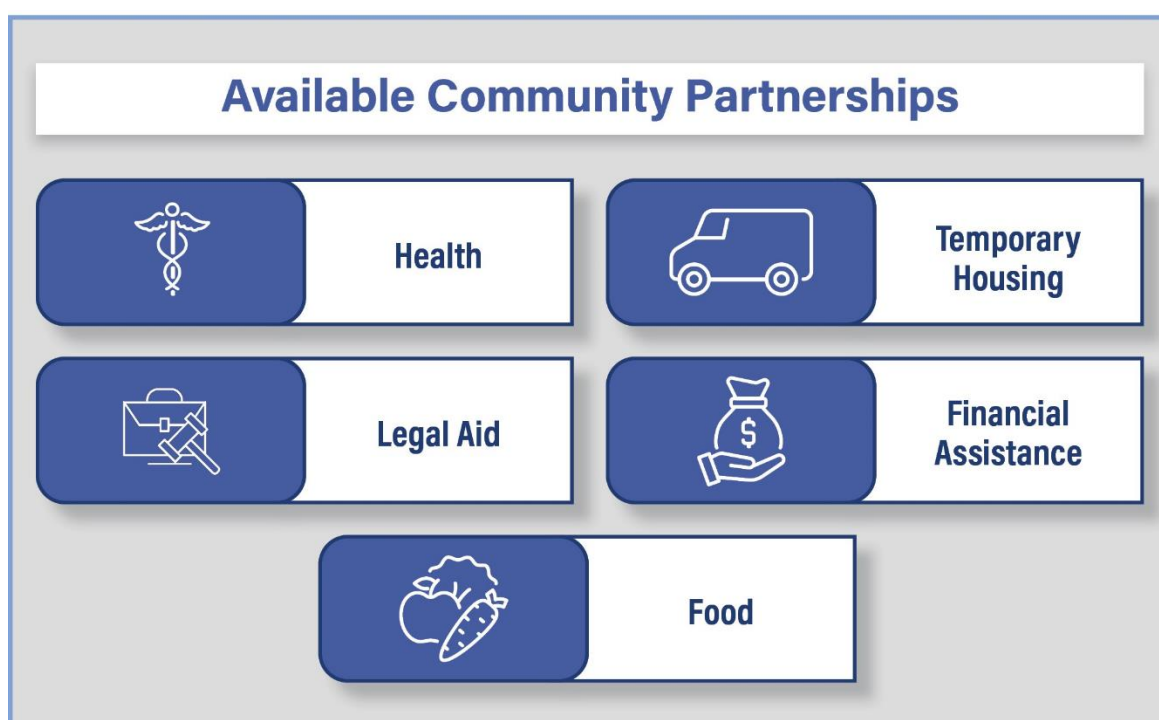 Available Community Partnerships
Health
Temporary
Housing
Legal Aid
$
Financial
Assistance
Food